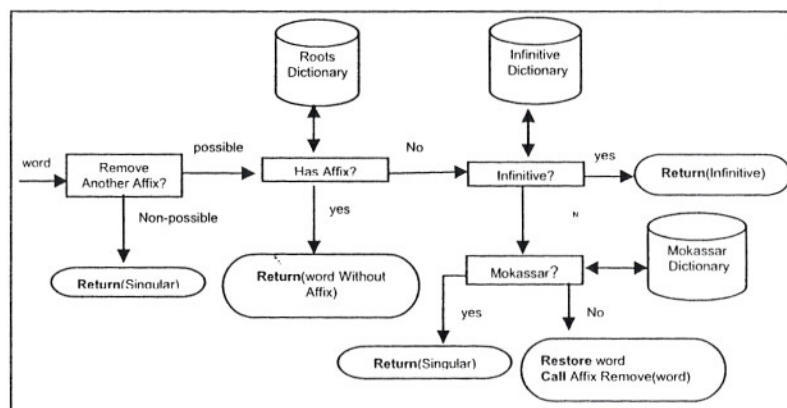 Roots
Dictionary
Infinitive
Dictionary
word
Remove
Another Affix?
possible
Has Affix?
No
Infinitive?
yes
Return(Infinitive)
Non-possible
yes
N
Mokassar
Dictionary
Return(Singular)
Return(word Without
Affix)
Mokassar?
yes
No
Return(Singular)
Restore word
Call Affix Remove(word)